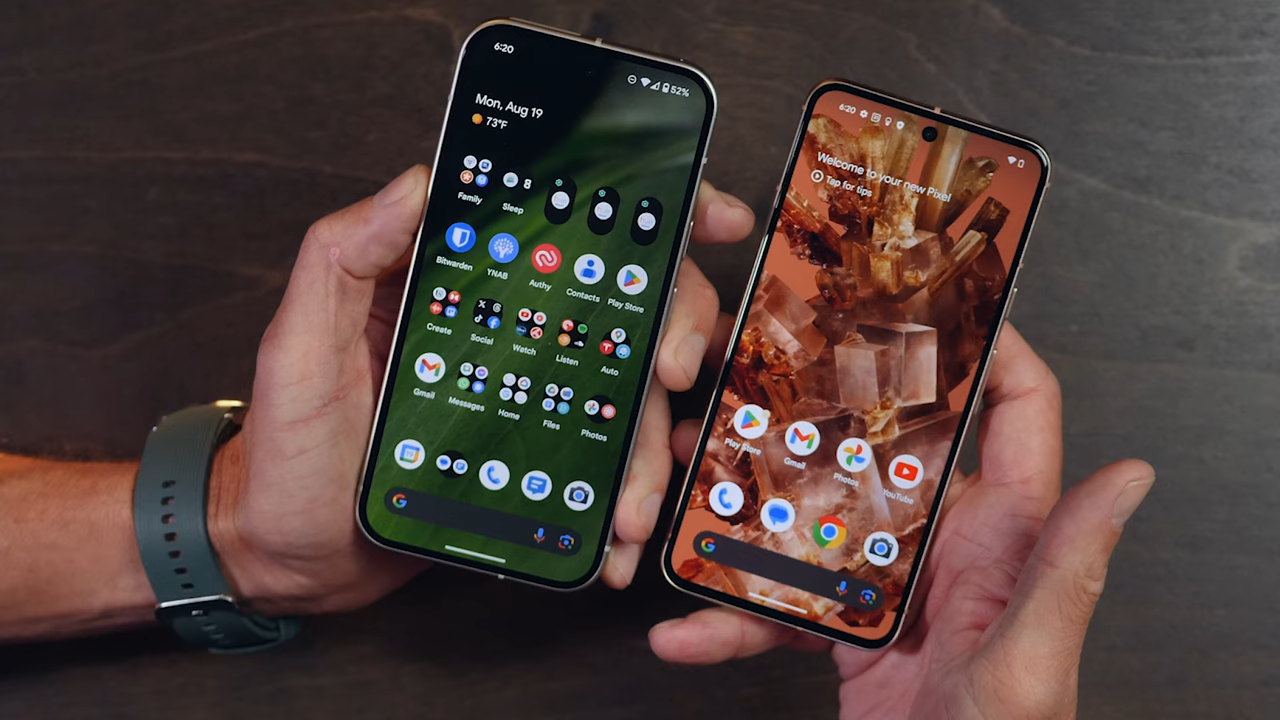 6:20
52%
Mon, Aug 19
73°F
Family
Sleep
8
Bitwarden
YNAB
Authy
Contacts
Play Store
Create
Social
Watch
Listen
Auto
Gmail
Messages
Home
Files
Photos
6:20
Welcome to your new Pixel
Tap for tips
Play Store
Gmail
Photos
YouTube